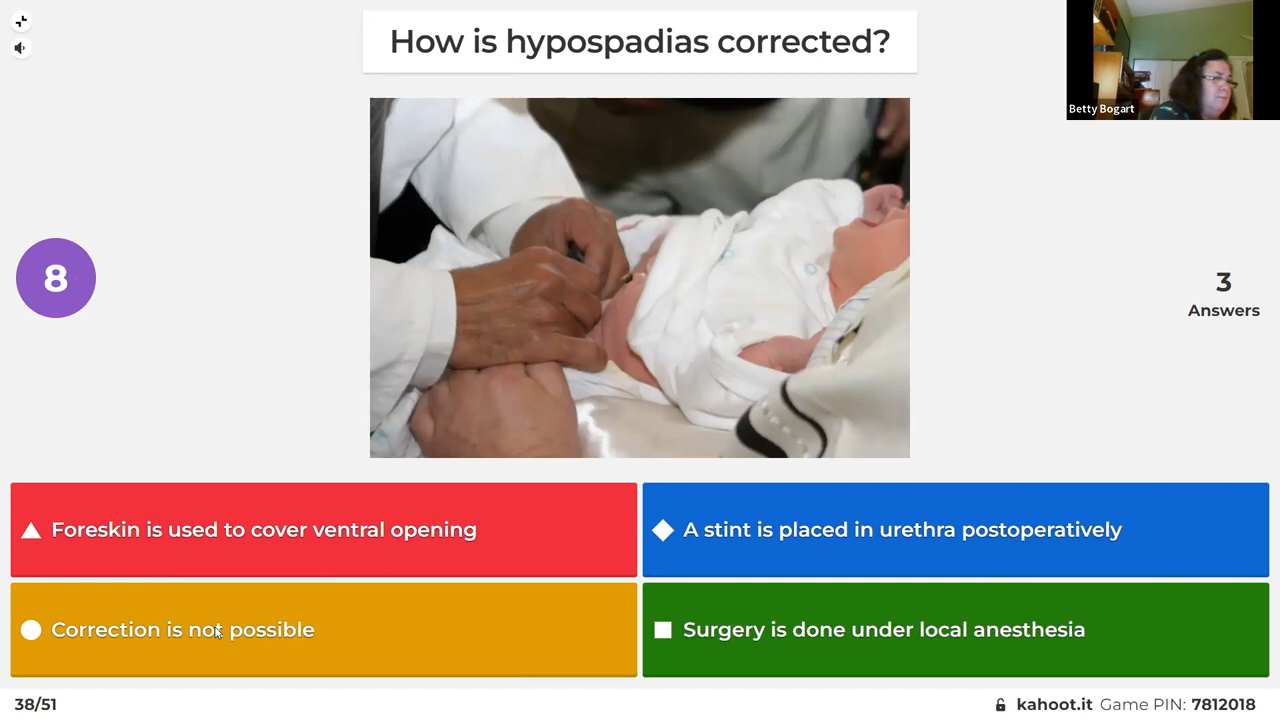 How is hypospadias corrected?
Betty Bogart
8
3
Answers
Foreskin is used to cover ventral opening
A stint is placed in urethra postoperatively
Correction is not possible
Surgery is done under local anesthesia
38/51
kahoot.it Game PIN: 7812018